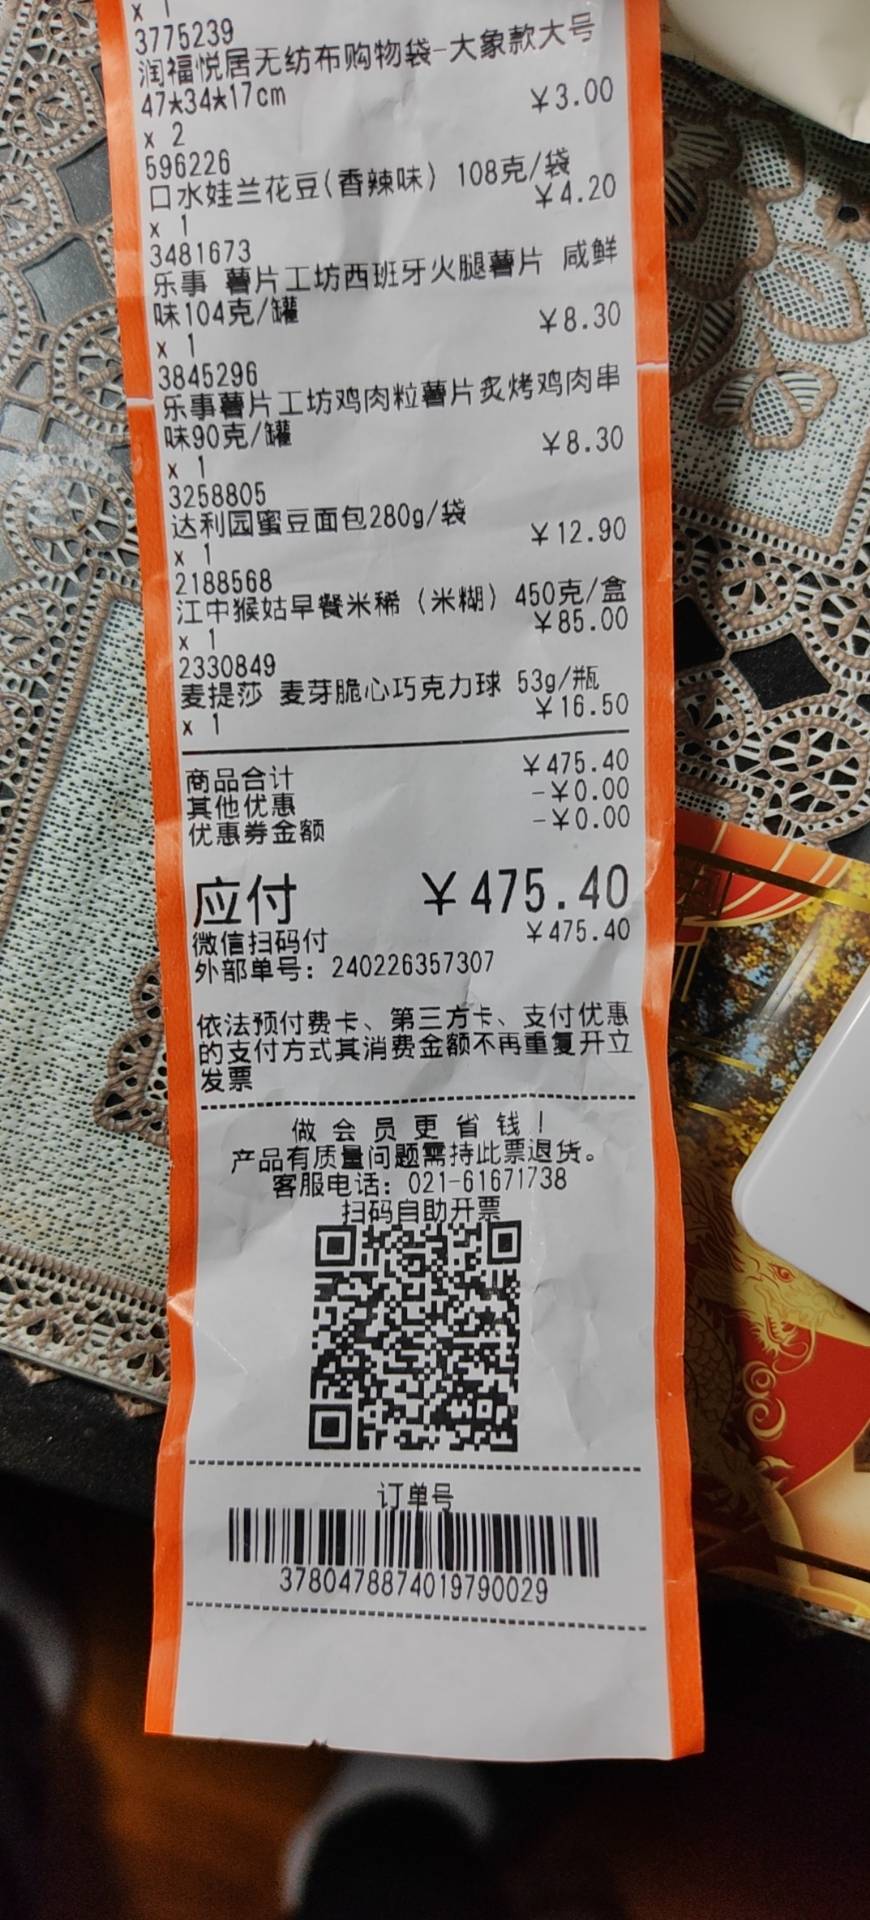 x 1
3775239
润福悦居无纺布购物袋-大象款大号
47*34*17cm ¥3.00
x 2
596226
口水娃兰花豆(香辣味) 108克/袋
¥4.20
x 1
3481673
乐事 薯片工坊西班牙火腿薯片 咸鲜
味104克/罐 ¥8.30
x 1
3845296
乐事薯片工坊鸡肉粒薯片炙烤鸡肉串
味90克/罐 ¥8.30
x 1
3258805
达利园蜜豆面包280g/袋
¥12.90
x 1
2188568
江中猴姑早餐米稀（米糊）450克/盒
¥85.00
x 1
2330849
麦提莎 麦芽脆心巧克力球 53g/瓶
¥16.50
x 1
商品合计 ¥475.40
其他优惠 -¥0.00
优惠券金额 -¥0.00
应付 ¥475.40
微信扫码付 ¥475.40
外部单号: 240226357307
依法预付费卡、第三方卡、支付优惠
的支付方式其消费金额不再重复开立
发票
做会员更省钱！
产品有质量问题需持此票退货。
客服电话: 021-61671738
扫码自助开票
订单号
3780478874019790029